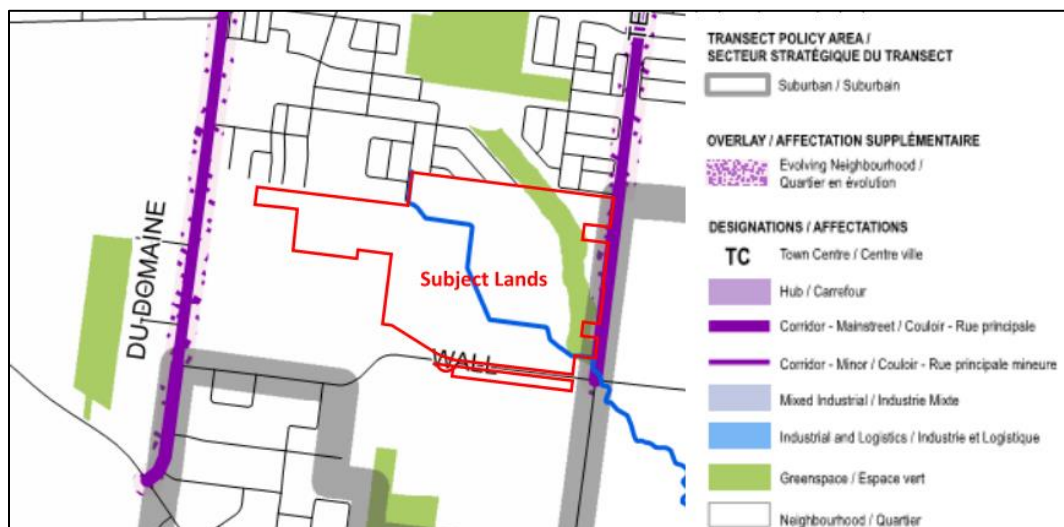 TE
DU-DOMAINE
Subject Lands
WALL
TRANSECT POLICY AREA /
SECTEUR STRATÉGIQUE DU TRANSECT
Suburban / Suburbain
OVERLAY / AFFECTATION SUPPLÉMENTAIRE
Evolving Neighbourhood /
Quartier en évolution
DESIGNATIONS / AFFECTATIONS
TC Town Centre / Centre ville
Hub / Carrefour
Corridor - Mainstreet / Couloir - Rue principale
Corridor - Minor / Couloir - Rue principale mineure
Mixed Industrial / Industrie Mixte
Industrial and Logistics / Industrie et Logistique
Greenspace / Espace vert
Neighbourhood / Quartier